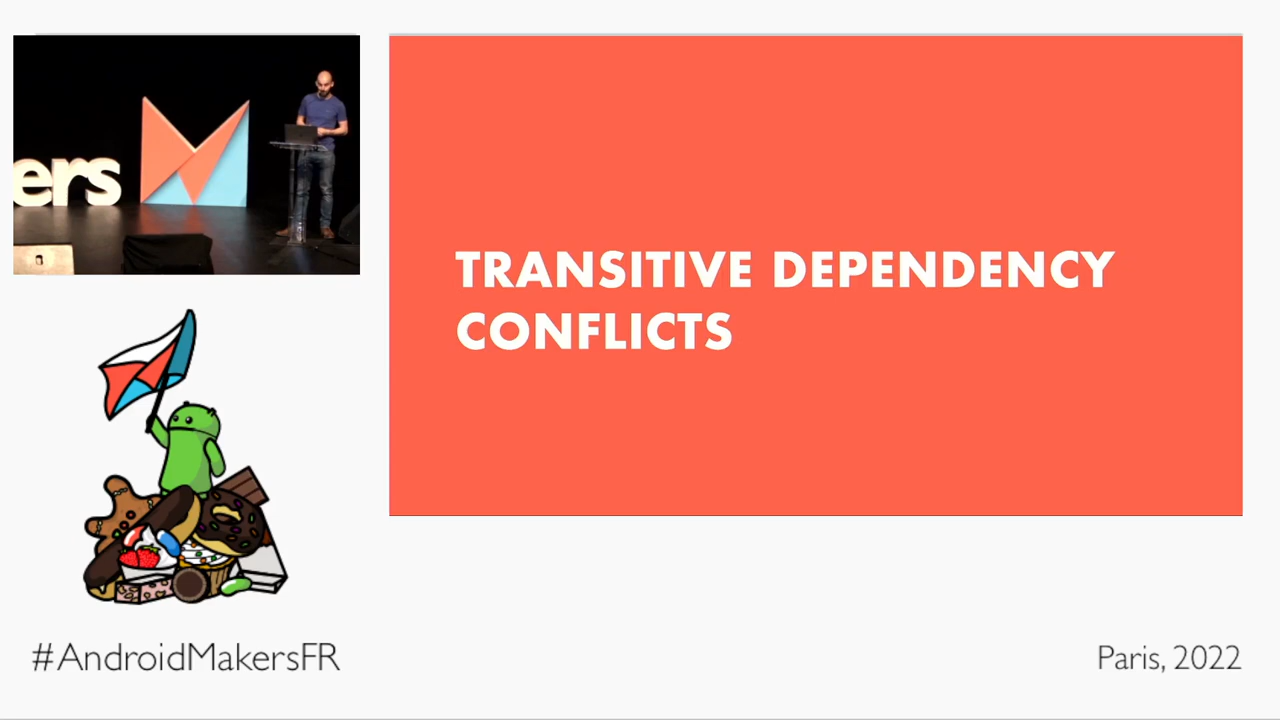 ers
TRANSITIVE DEPENDENCY
CONFLICTS
#AndroidMakersFR
Paris, 2022